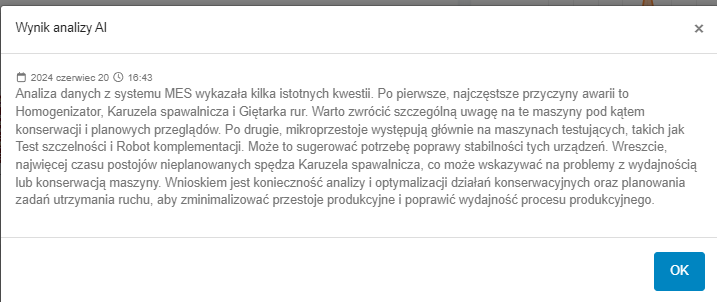 Wynik analizy AI
×
2024 czerwiec 20 16:43
Analiza danych z systemu MES wykazała kilka istotnych kwestii. Po pierwsze, najczęstsze przyczyny awarii to
Homogenizator, Karuzela spawalnicza i Giętarka rur. Warto zwrócić szczególną uwagę na te maszyny pod kątem
konserwacji i planowych przeglądów. Po drugie, mikroprzestoje występują głównie na maszynach testujących, takich jak
Test szczelności i Robot komplementacji. Może to sugerować potrzebę poprawy stabilności tych urządzeń. Wreszcie,
najwięcej czasu postojów nieplanowanych spędza Karuzela spawalnicza, co może wskazywać na problemy z wydajnością
lub konserwacją maszyny. Wnioskiem jest konieczność analizy i optymalizacji działań konserwacyjnych oraz planowania
zadań utrzymania ruchu, aby zminimalizować przestoje produkcyjne i poprawić wydajność procesu produkcyjnego.
OK